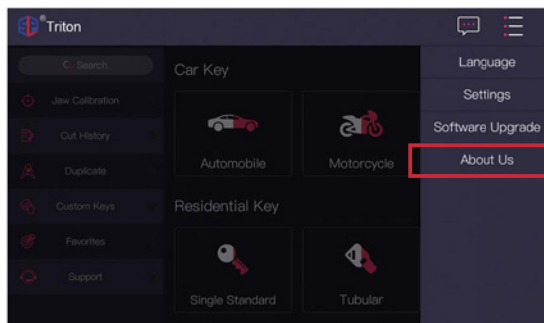 ® Triton
Search
Jaw Calibration
Cut History
Duplicate
Custom Keys
Favorites
Support
Car Key
Automobile
Motorcycle
Residential Key
Single Standard
Tubular
Language
Settings
Software Upgrade
About Us